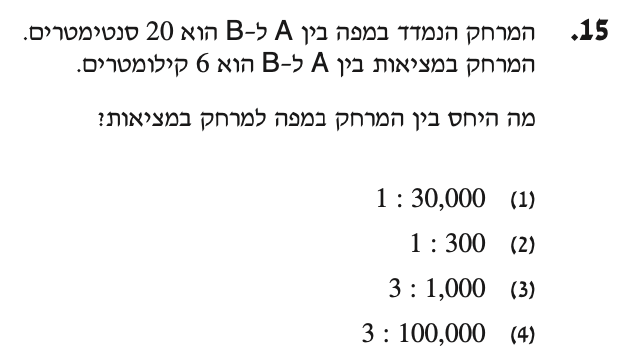 15. המרחק הנמדד במפה בין A ל-B הוא 20 סנטימטרים.
המרחק במציאות בין A ל-B הוא 6 קילומטרים.
מה היחס בין המרחק במפה למרחק במציאות?
(1) 1 : 30,000
(2) 1 : 300
(3) 3 : 1,000
(4) 3 : 100,000